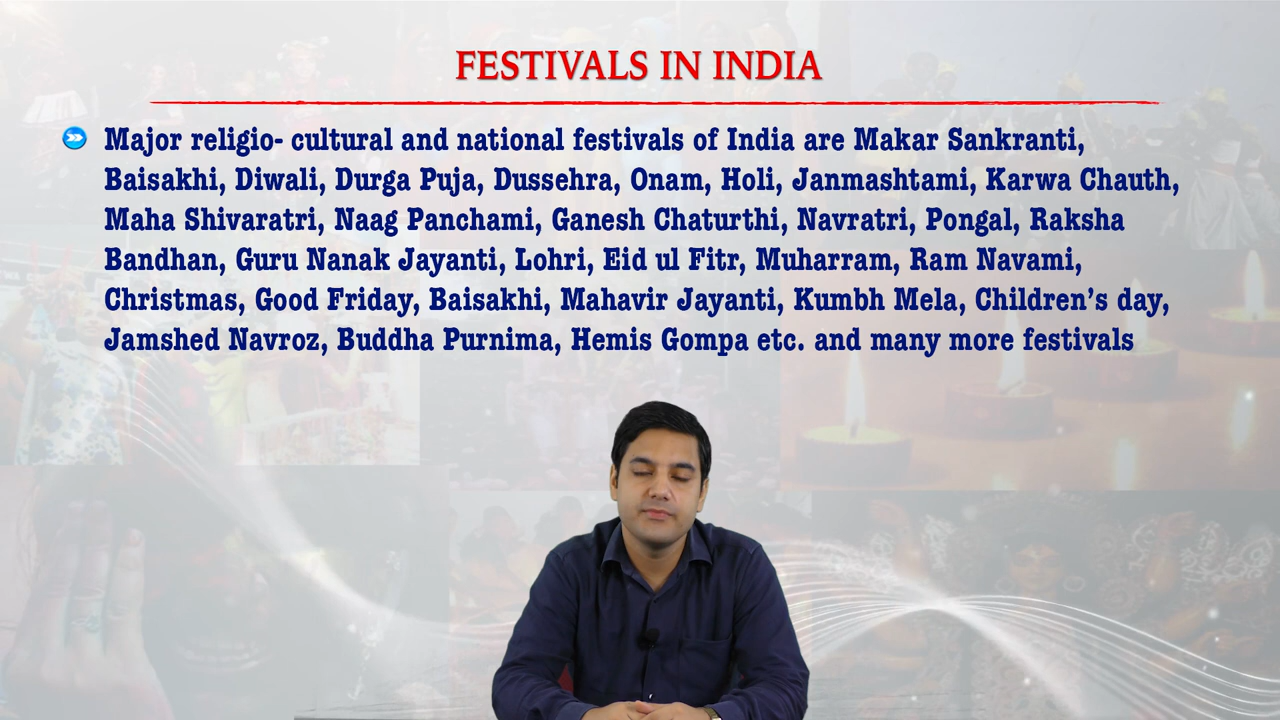 FESTIVALS IN INDIA
Major religio- cultural and national festivals of India are Makar Sankranti,
Baisakhi, Diwali, Durga Puja, Dussehra, Onam, Holi, Janmashtami, Karwa Chauth,
Maha Shivaratri, Naag Panchami, Ganesh Chaturthi, Navratri, Pongal, Raksha
Bandhan, Guru Nanak Jayanti, Lohri, Eid ul Fitr, Muharram, Ram Navami,
Christmas, Good Friday, Baisakhi, Mahavir Jayanti, Kumbh Mela, Children’s day,
Jamshed Navroz, Buddha Purnima, Hemis Gompa etc. and many more festivals